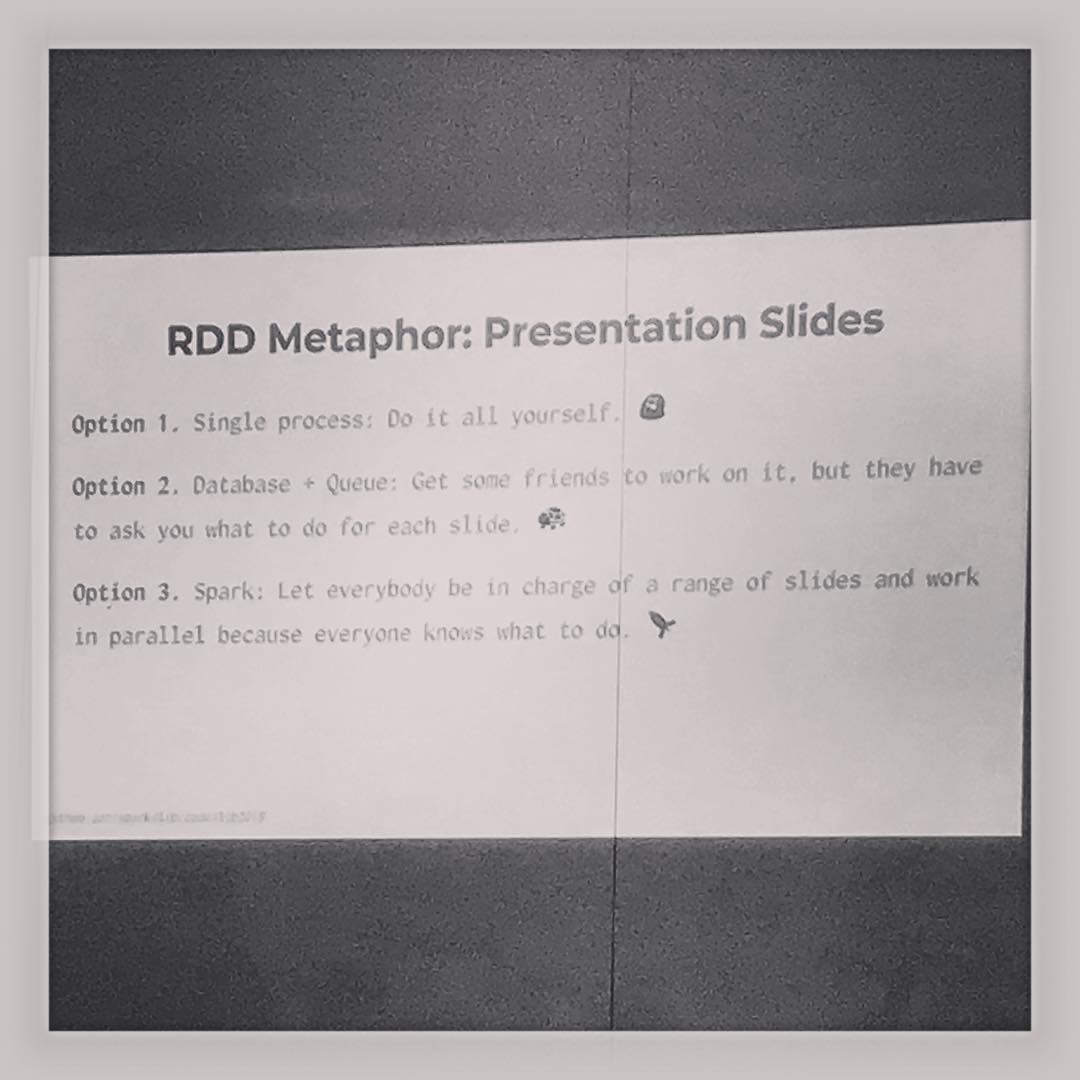 RDD Metaphor: Presentation Slides
Option 1. Single process: Do it all yourself.
Option 2. Database + Queue: Get some friends to work on it, but they have
to ask you what to do for each slide.
Option 3. Spark: Let everybody be in charge of a range of slides and work
in parallel because everyone knows what to do.